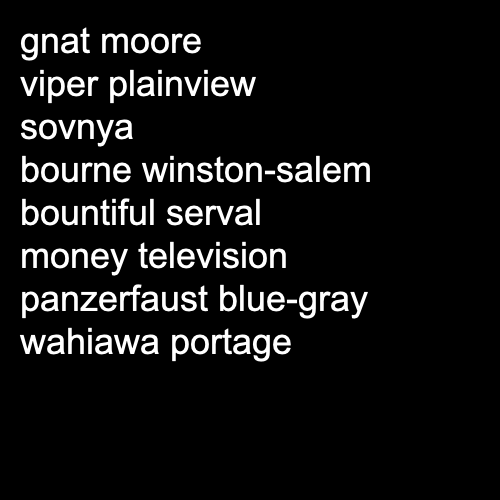 gnat moore
viper plainview
sovnya
bourne winston-salem
bountiful serval
money television
panzerfaust blue-gray
wahiawa portage